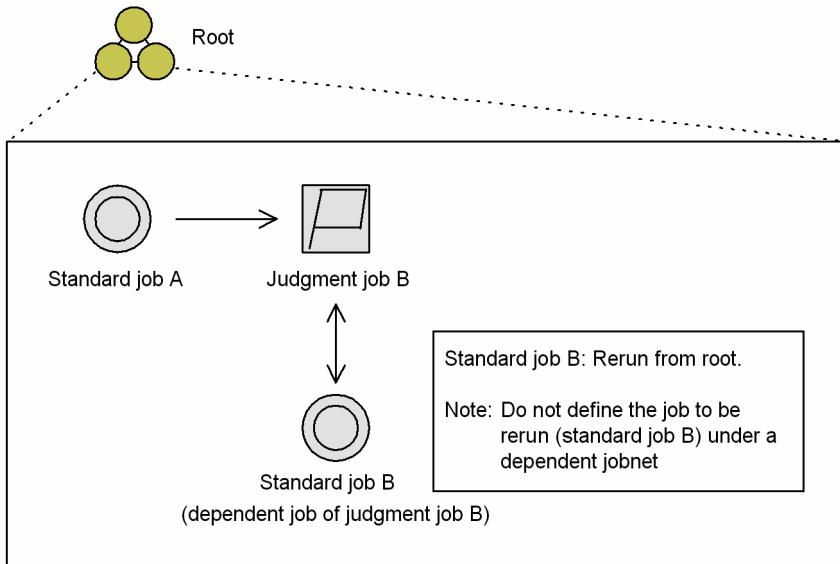 Root
Standard job A
Judgment job B
Standard job B: Rerun from root.
Note: Do not define the job to be
rerun (standard job B) under a
dependent jobnet
Standard job B
(dependent job of judgment job B)